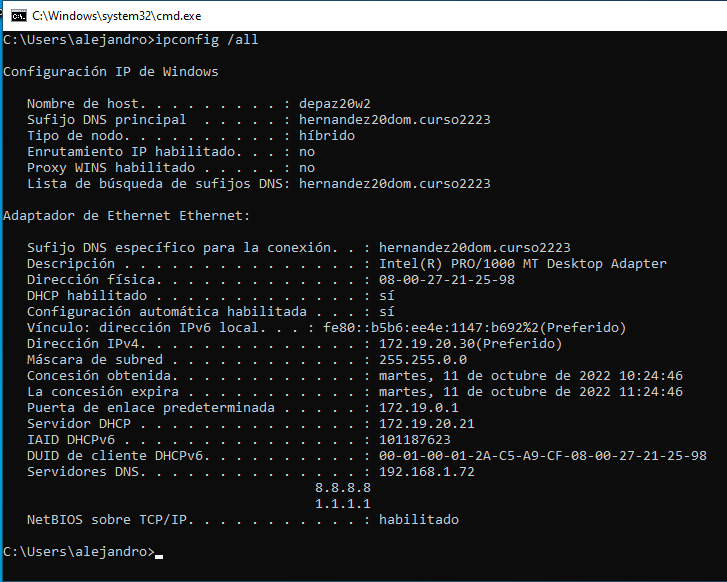 C:\Windows\system32\cmd.exe
C:\Users\alejandro>ipconfig /all
Configuración IP de Windows
Nombre de host. . . . . . . . . : depaz20w2
Sufijo DNS principal  . . . . . : hernandez20dom.curso2223
Tipo de nodo. . . . . . . . . . : híbrido
Enrutamiento IP habilitado. . . : no
Proxy WINS habilitado . . . . . : no
Lista de búsqueda de sufijos DNS: hernandez20dom.curso2223
Adaptador de Ethernet Ethernet:
Sufijo DNS específico para la conexión. . : hernandez20dom.curso2223
Descripción . . . . . . . . . . . . . . . : Intel(R) PRO/1000 MT Desktop Adapter
Dirección física. . . . . . . . . . . . . : 08-00-27-21-25-98
DHCP habilitado . . . . . . . . . . . . . : sí
Configuración automática habilitada . . . : sí
Vínculo: dirección IPv6 local. . . : fe80::b5b6:ee4e:1147:b692%2(Preferido)
Dirección IPv4. . . . . . . . . . . . . . : 172.19.20.30(Preferido)
Máscara de subred . . . . . . . . . . . . : 255.255.0.0
Concesión obtenida. . . . . . . . . . . . : martes, 11 de octubre de 2022 10:24:46
La concesión expira . . . . . . . . . . . : martes, 11 de octubre de 2022 11:24:46
Puerta de enlace predeterminada . . . . . : 172.19.0.1
Servidor DHCP . . . . . . . . . . . . . . : 172.19.20.21
IAID DHCPv6 . . . . . . . . . . . . . . . : 101187623
DUID de cliente DHCPv6. . . . . . . . . . : 00-01-00-01-2A-C5-A9-CF-08-00-27-21-25-98
Servidores DNS. . . . . . . . . . . . . . : 192.168.1.72
8.8.8.8
1.1.1.1
NetBIOS sobre TCP/IP. . . . . . . . . . . : habilitado
C:\Users\alejandro>